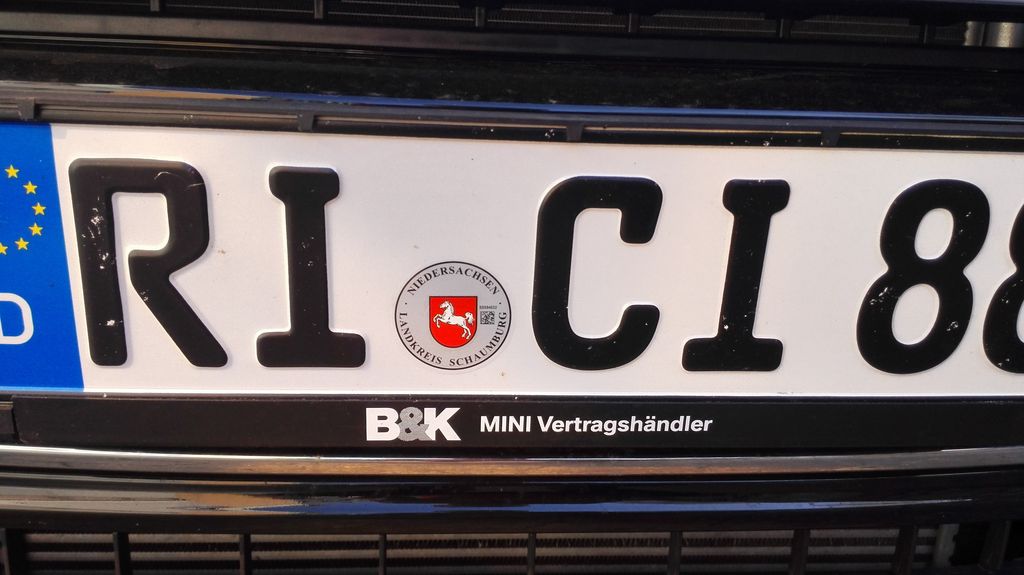 D RI CI 88
NIEDERSACHSEN
LANDKREIS SCHAUMBURG
B&K MINI Vertragshändler